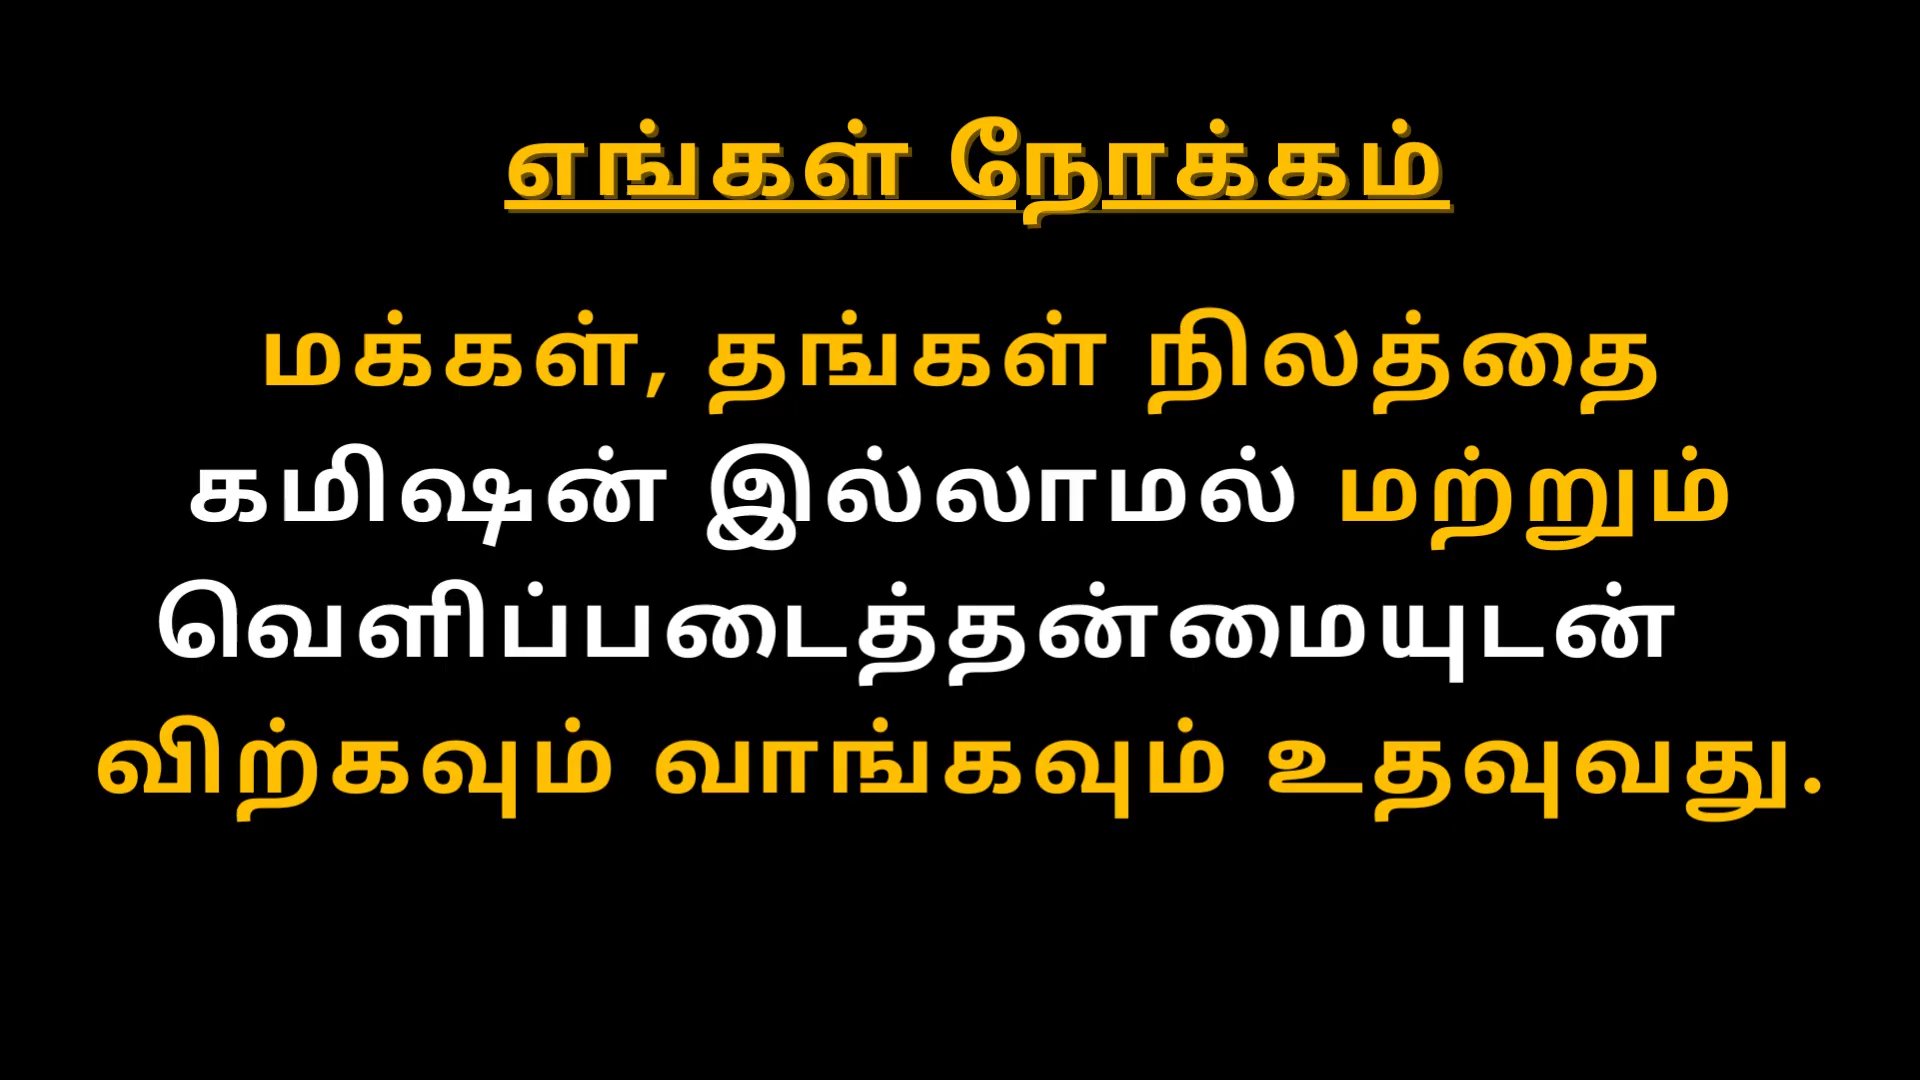 எங்கள் நோக்கம்
மக்கள், தங்கள் நிலத்தை
கமிஷன் இல்லாமல் மற்றும்
வெளிப்படைத்தன்மையுடன்
விற்கவும் வாங்கவும் உதவுவது.